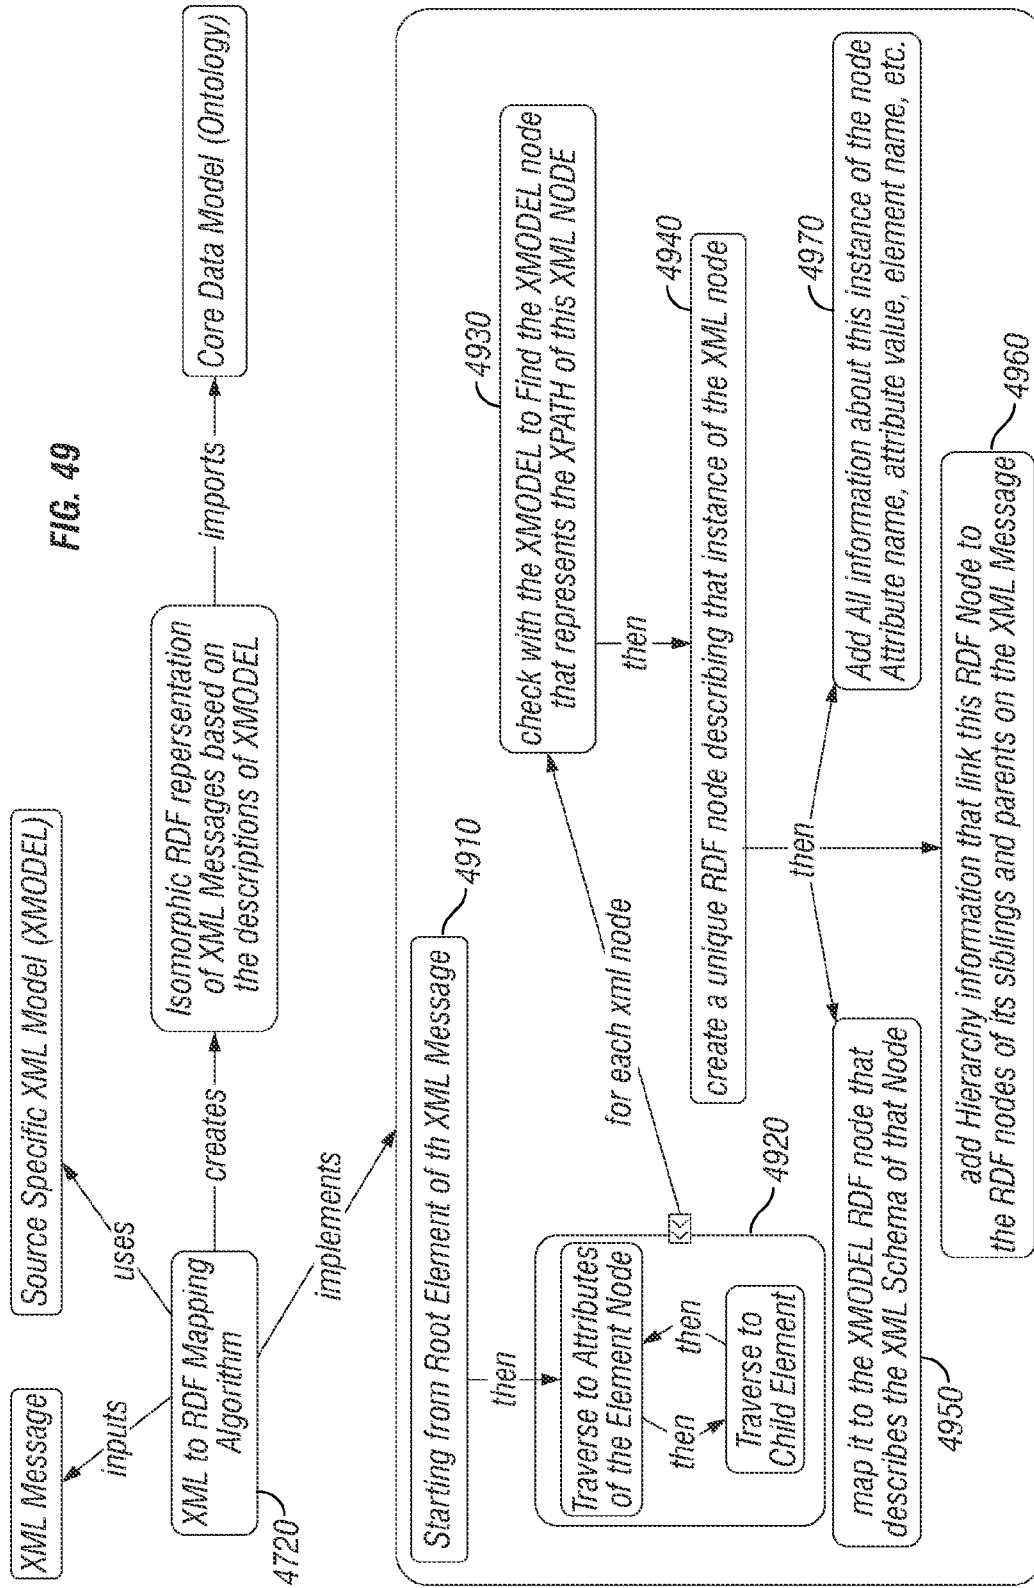 FIG. 49
XML Message
Source Specific XML Model (XMODEL)
inputs
uses
XML to RDF Mapping
Algorithm
4720
creates
Isomorphic RDF repersentation
of XML Messages based on
the descriptions of XMODEL
imports
Core Data Model (Ontology)
implements
Starting from Root Element of th XML Message
4910
then
Traverse to Attributes
of the Element Node
then
then
Traverse to
Child Element
4920
<<
for each xml node
check with the XMODEL to Find the XMODEL node
that represents the XPATH of this XML NODE
4930
then
create a unique RDF node describing that instance of the XML node
4940
then
map it to the XMODEL RDF node that
describes the XML Schema of that Node
4950
Add All information about this instance of the node
Attribute name, attribute value, element name, etc.
4970
add Hierarchy information that link this RDF Node to
the RDF nodes of its siblings and parents on the XML Message
4960